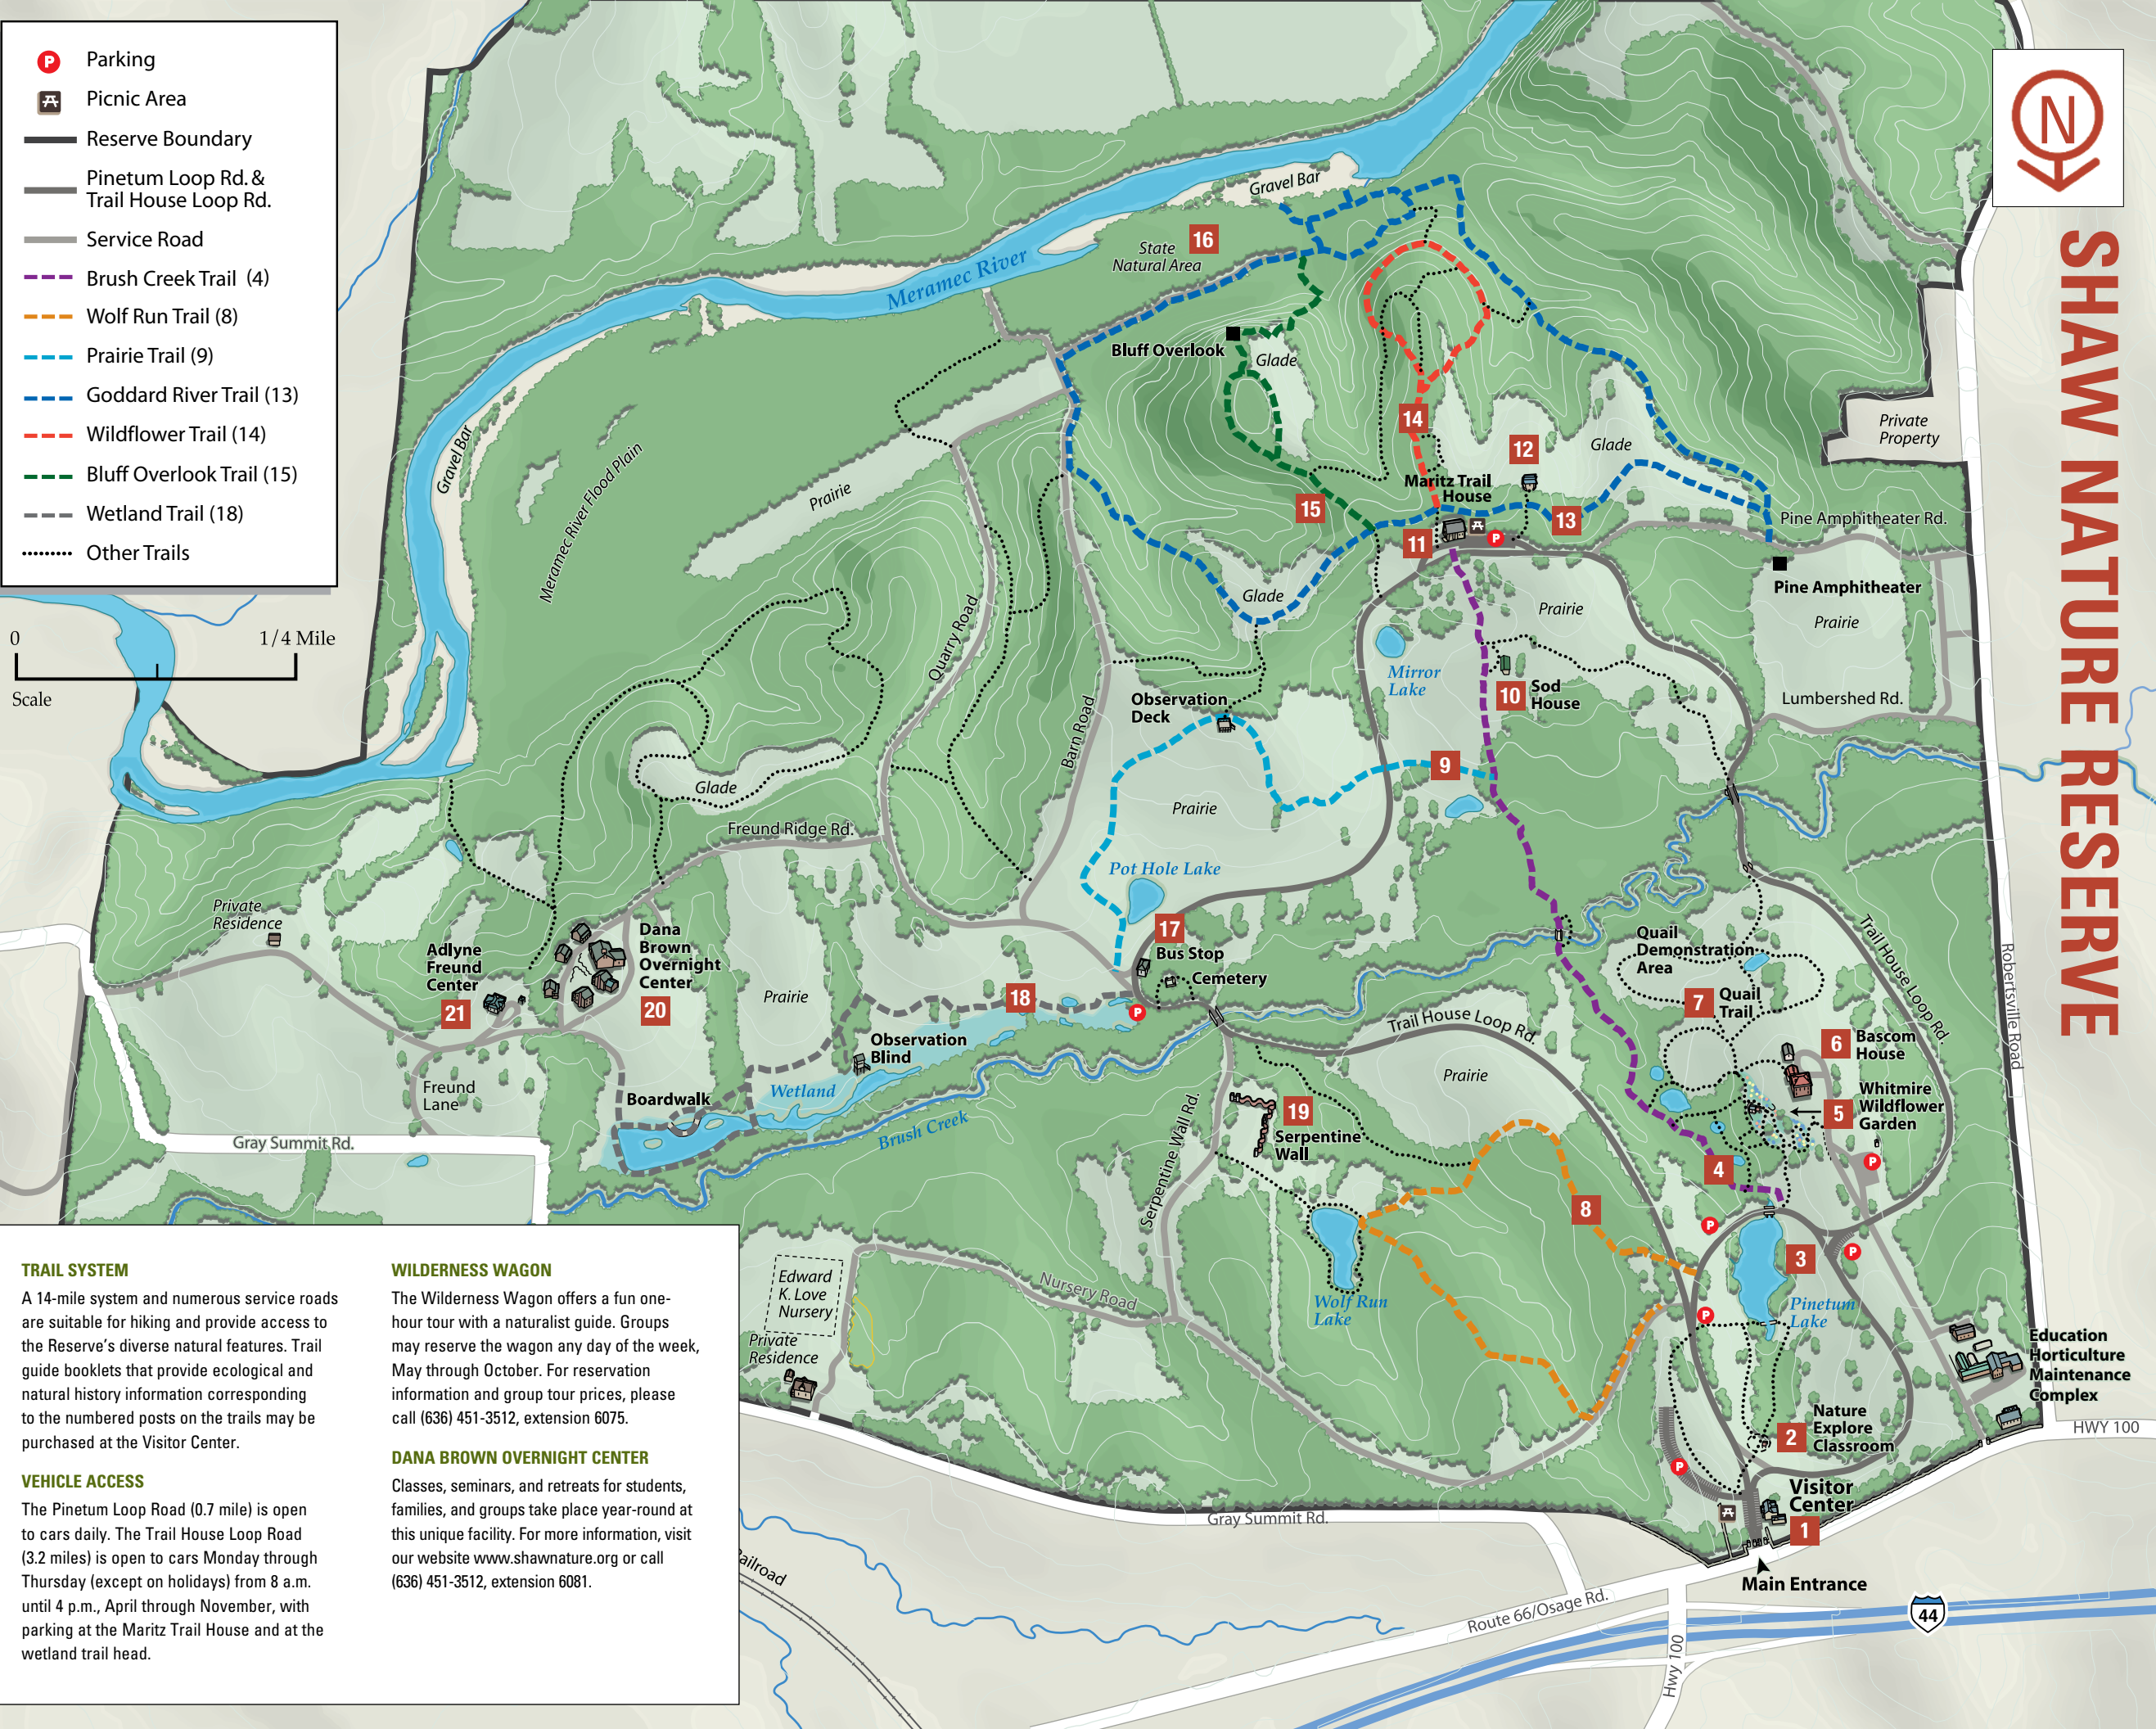 P Parking
Picnic Area
Reserve Boundary
Pinetum Loop Rd. &
Trail House Loop Rd.
Service Road
Brush Creek Trail (4)
Wolf Run Trail (8)
Prairie Trail (9)
Goddard River Trail (13)
Wildflower Trail (14)
Bluff Overlook Trail (15)
Wetland Trail (18)
Other Trails
0 1/4 Mile
Scale
N
SHAW NATURE RESERVE
Gravel Bar
16
State
Natural Area
Meramec River
Bluff Overlook
Glade
Private
Property
14
12
Glade
Gravel Bar
Meramec River Flood Plain
Prairie
Maritz Trail
House
15
13
11
P
Pine Amphitheater Rd.
Pine Amphitheater
Prairie
Glade
Prairie
Quarry Road
Mirror
Lake
10
Sod
House
Observation
Deck
Lumbershed Rd.
Barn Road
9
Glade
Prairie
Freund Ridge Rd.
Pot Hole Lake
Private
Residence
17
Bus Stop
Cemetery
Adlyne
Freund
Center
21
Dana
Brown
Overnight
Center
20
Prairie
18
P
Quail
Demonstration
Area
7
Quail
Trail
Trail House Loop Rd.
Robertsville Road
Trail House Loop Rd.
6
Bascom
House
Observation
Blind
Freund
Lane
Boardwalk
Wetland
Brush Creek
Prairie
Whitmire
Wildflower
Garden
5
19
Serpentine
Wall
Serpentine Wall Rd.
Gray Summit Rd.
4
P
8
P
3
P
Edward
K. Love
Nursery
Nursery Road
Wolf Run
Lake
Pinetum
Lake
P
Private
Residence
Education
Horticulture
Maintenance
Complex
2
Nature
Explore
Classroom
HWY 100
P
Visitor
Center
1
Gray Summit Rd.
Main Entrance
Railroad
Route 66/Osage Rd.
44
Hwy 100
TRAIL SYSTEM
A 14-mile system and numerous service roads
are suitable for hiking and provide access to
the Reserve's diverse natural features. Trail
guide booklets that provide ecological and
natural history information corresponding
to the numbered posts on the trails may be
purchased at the Visitor Center.
VEHICLE ACCESS
The Pinetum Loop Road (0.7 mile) is open
to cars daily. The Trail House Loop Road
(3.2 miles) is open to cars Monday through
Thursday (except on holidays) from 8 a.m.
until 4 p.m., April through November, with
parking at the Maritz Trail House and at the
wetland trail head.
WILDERNESS WAGON
The Wilderness Wagon offers a fun one-
hour tour with a naturalist guide. Groups
may reserve the wagon any day of the week,
May through October. For reservation
information and group tour prices, please
call (636) 451-3512, extension 6075.
DANA BROWN OVERNIGHT CENTER
Classes, seminars, and retreats for students,
families, and groups take place year-round at
this unique facility. For more information, visit
our website www.shawnature.org or call
(636) 451-3512, extension 6081.